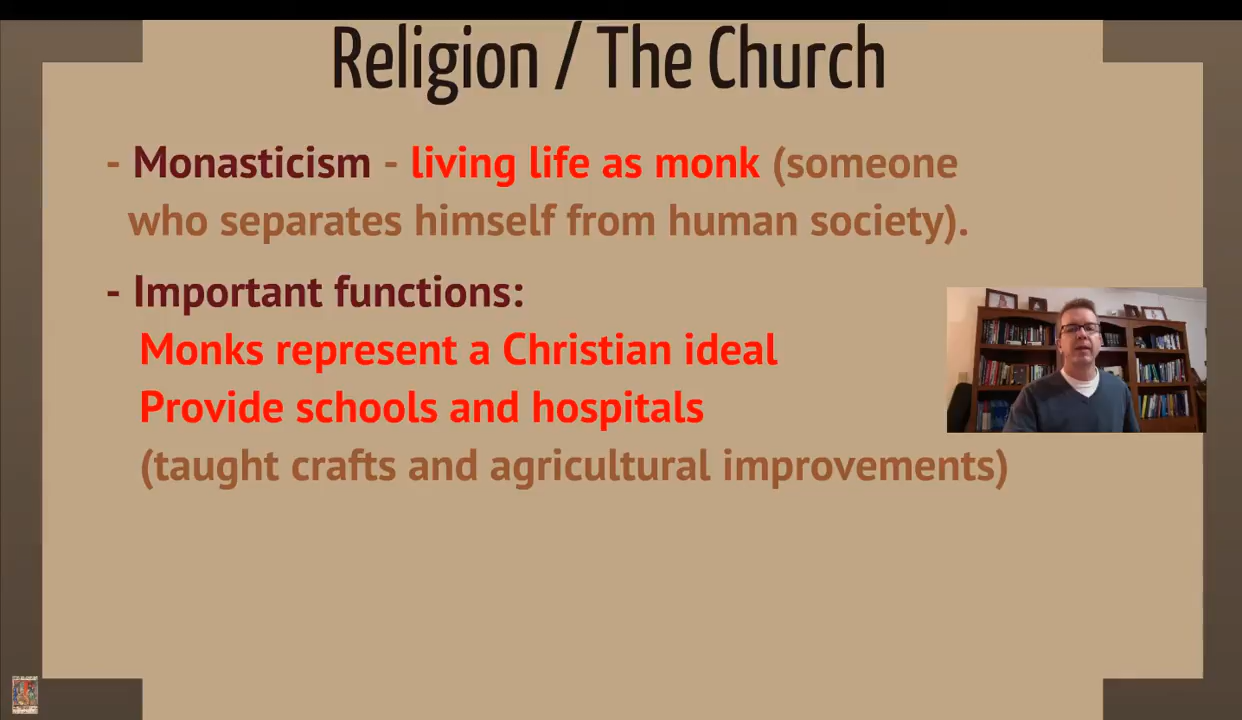 Religion / The Church
- Monasticism - living life as monk (someone
who separates himself from human society).
- Important functions:
Monks represent a Christian ideal
Provide schools and hospitals
(taught crafts and agricultural improvements)